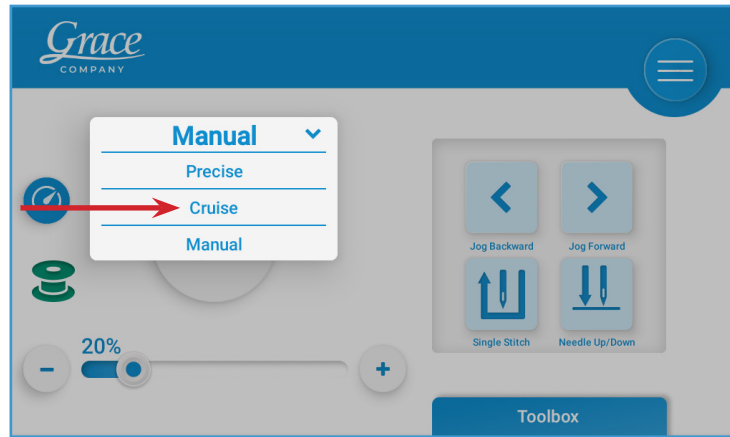 Grace
COMPANY
Manual
Precise
Cruise
Manual
20%
Jog Backward
Jog Forward
Single Stitch
Needle Up/Down
Toolbox